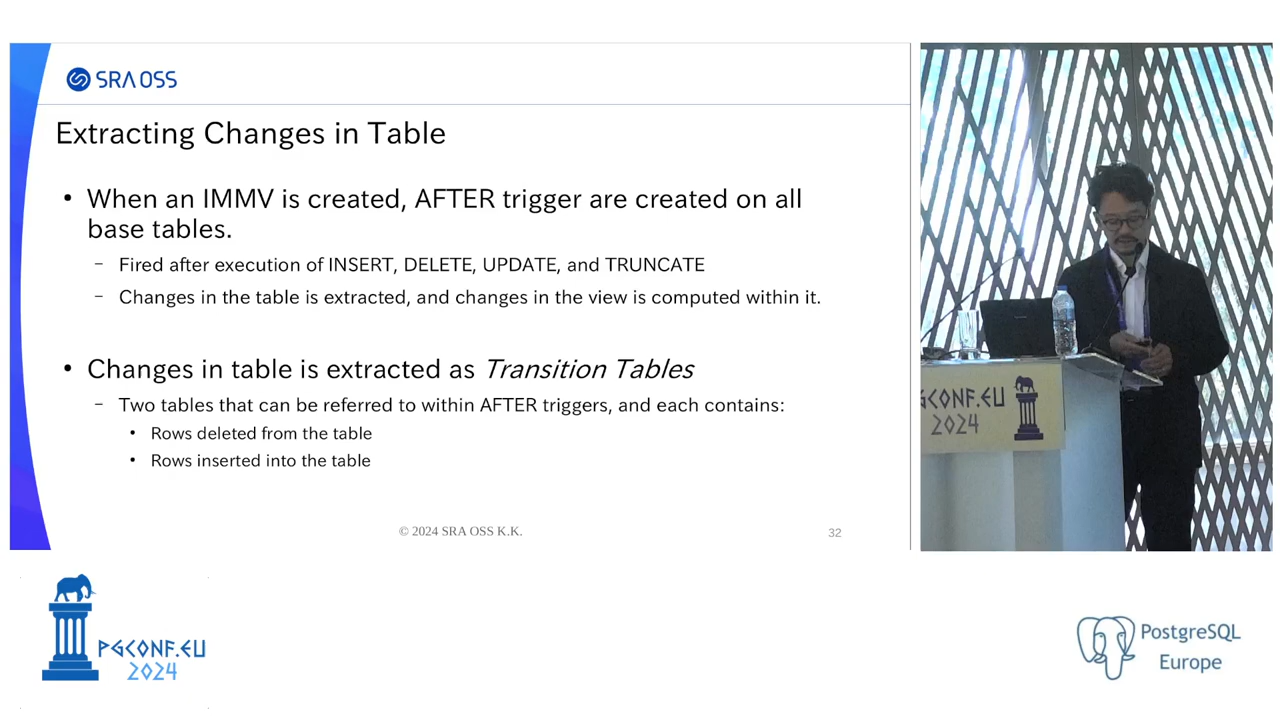 SRA OSS
Extracting Changes in Table
• When an IMMV is created, AFTER trigger are created on all
base tables.
– Fired after execution of INSERT, DELETE, UPDATE, and TRUNCATE
– Changes in the table is extracted, and changes in the view is computed within it.
• Changes in table is extracted as Transition Tables
– Two tables that can be referred to within AFTER triggers, and each contains:
• Rows deleted from the table
• Rows inserted into the table
© 2024 SRA OSS K.K.
32
GCONF.EU
2024
PGCONF.EU
2024
PostgreSQL
Europe